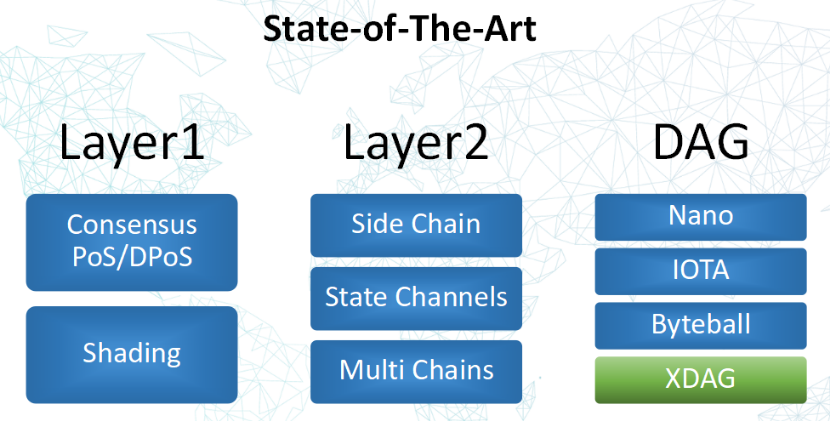 State-of-The-Art
Layer1
Consensus
PoS/DPoS
Shading
Layer2
Side Chain
State Channels
Multi Chains
DAG
Nano
IOTA
Byteball
XDAG